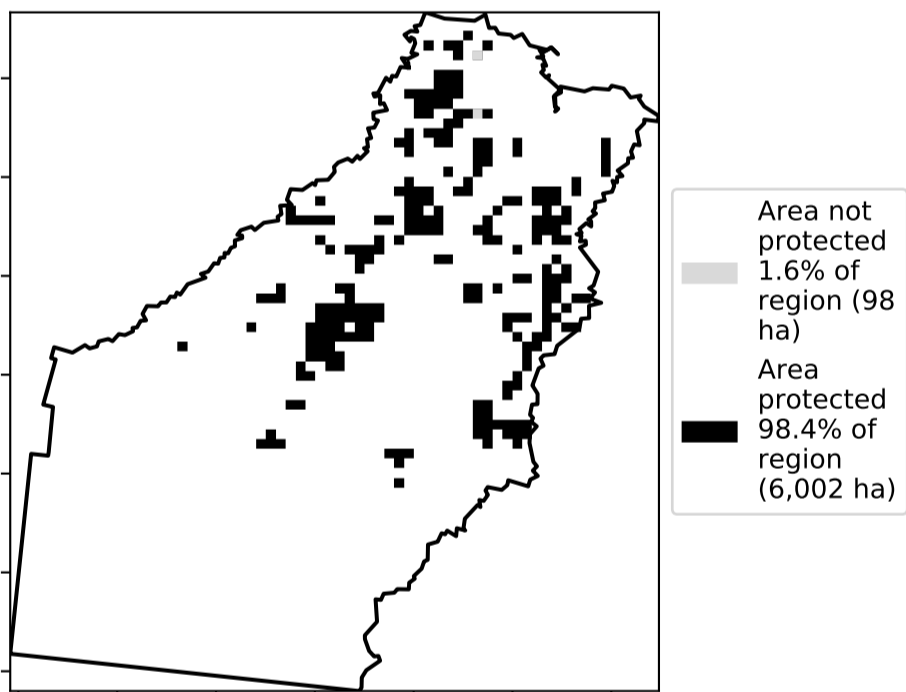 Area not
protected
1.6% of
region (98
ha)
Area
protected
98.4% of
region
(6,002 ha)